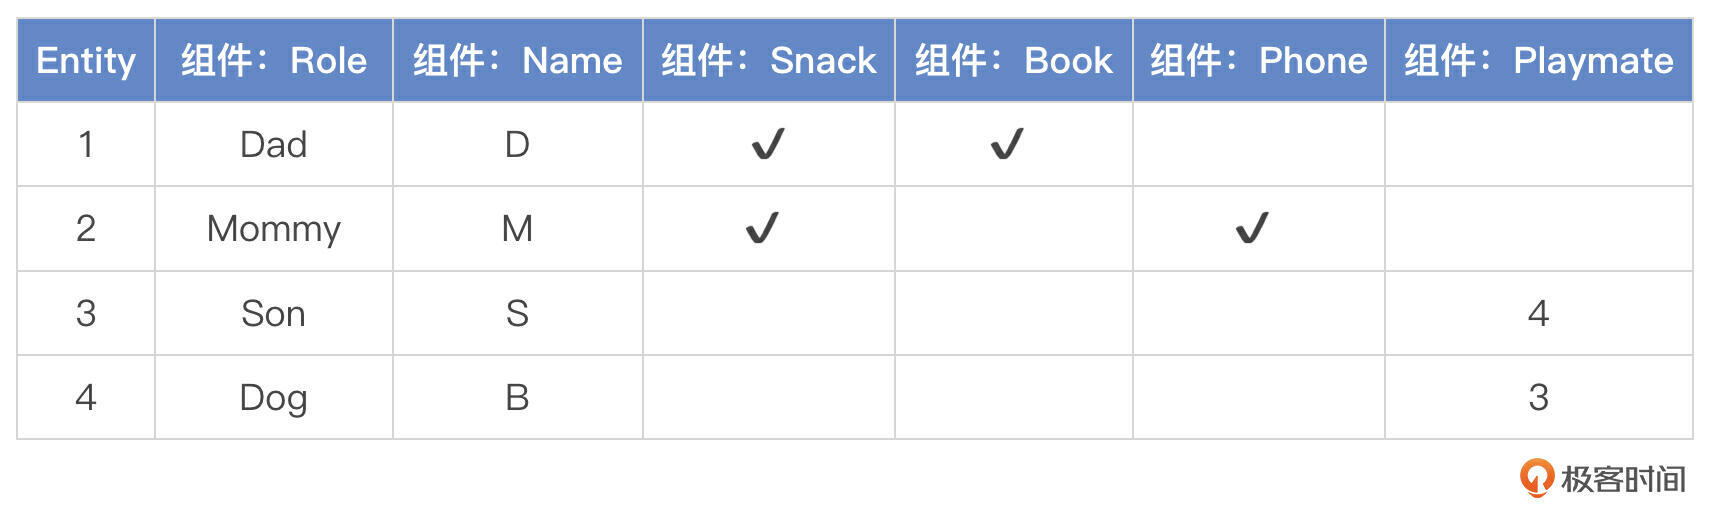 Entity 组件：Role 组件：Name 组件：Snack 组件：Book 组件：Phone 组件：Playmate
1 Dad D ✔ ✔
2 Mommy M ✔ ✔
3 Son S 4
4 Dog B 3
极客时间